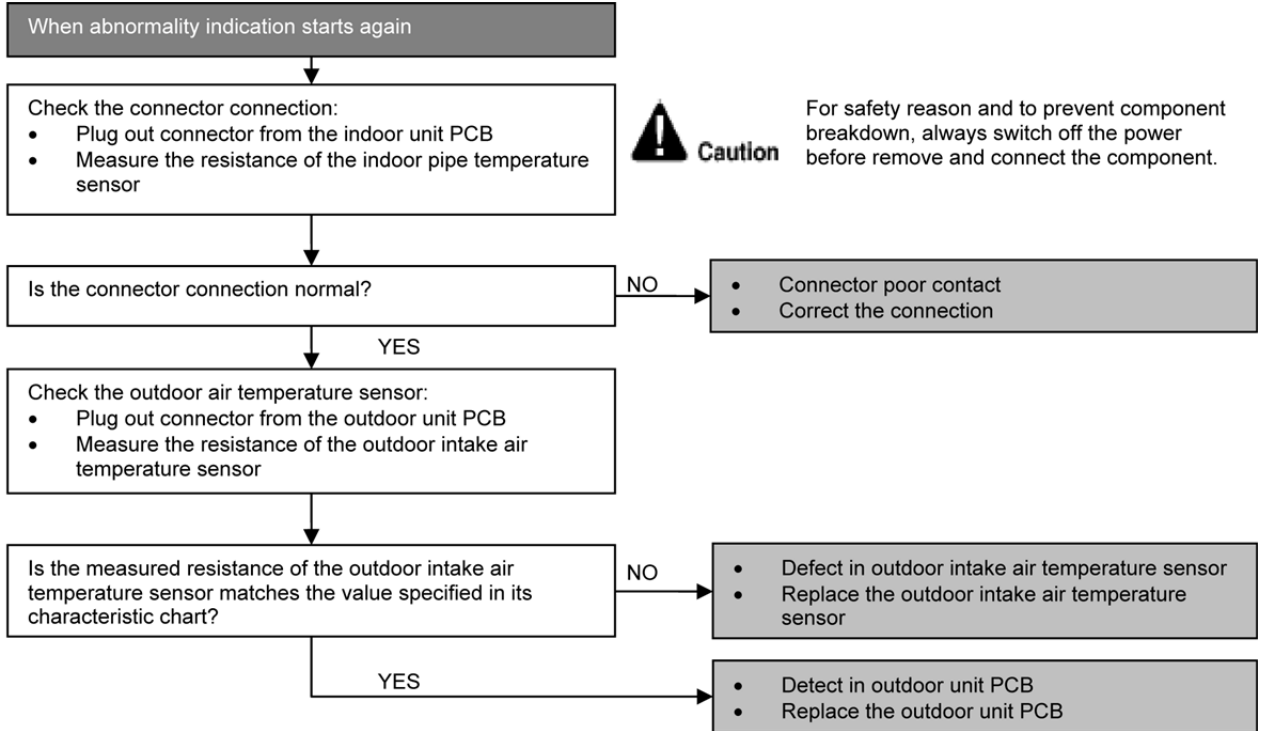 When abnormality indication starts again
Check the connector connection:
• Plug out connector from the indoor unit PCB
• Measure the resistance of the indoor pipe temperature
sensor
Caution
For safety reason and to prevent component
breakdown, always switch off the power
before remove and connect the component.
Is the connector connection normal?
NO
• Connector poor contact
• Correct the connection
YES
Check the outdoor air temperature sensor:
• Plug out connector from the outdoor unit PCB
• Measure the resistance of the outdoor intake air
temperature sensor
Is the measured resistance of the outdoor intake air
temperature sensor matches the value specified in its
characteristic chart?
NO
• Defect in outdoor intake air temperature sensor
• Replace the outdoor intake air temperature
sensor
YES
• Detect in outdoor unit PCB
• Replace the outdoor unit PCB